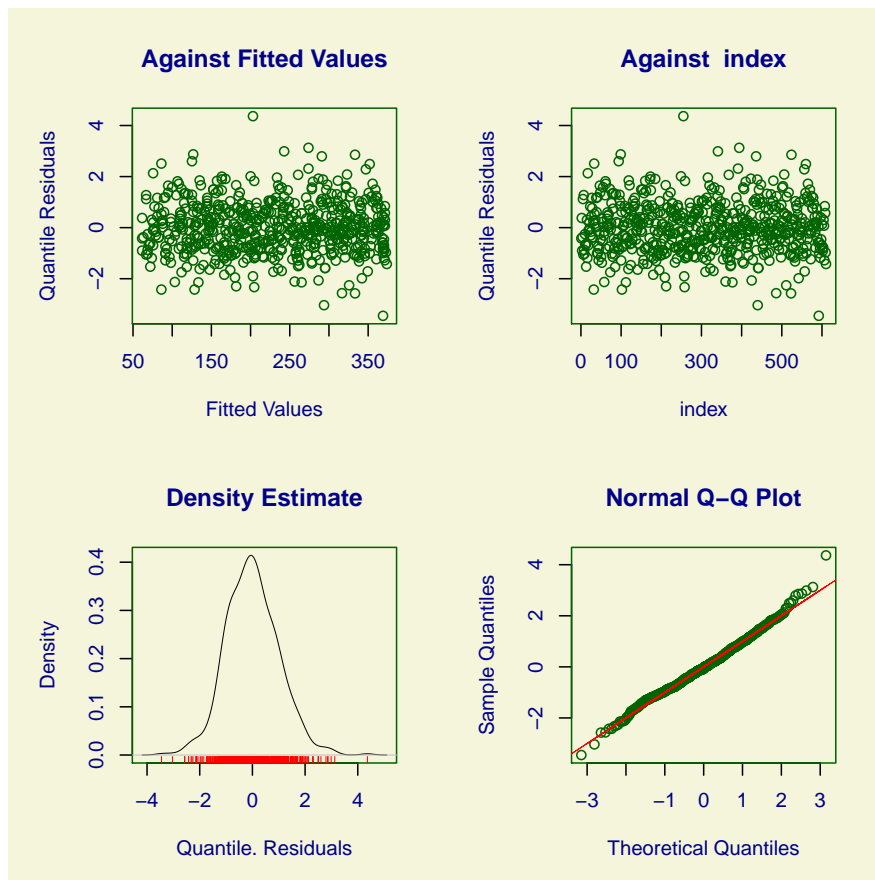 Against Fitted Values
Quantile Residuals
4
2
0
−2
50 150 250 350
Fitted Values
Against  index
Quantile Residuals
4
2
0
−2
0 100 300 500
index
Density Estimate
Density
0.4
0.3
0.2
0.1
0.0
−4 −2 0 2 4
Quantile. Residuals
Normal Q−Q Plot
Sample Quantiles
4
2
0
−2
−3 −1 0 1 2 3
Theoretical Quantiles